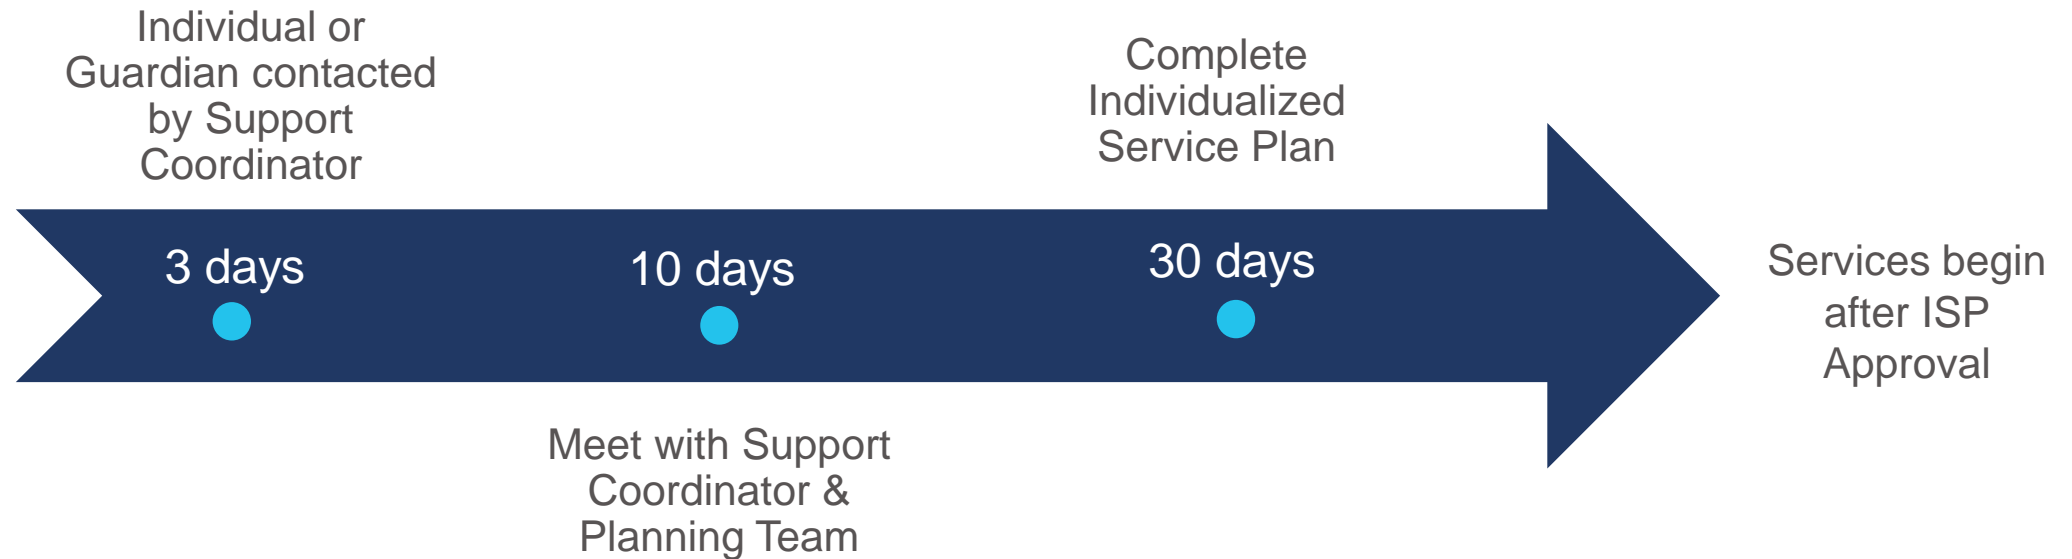 Individual or
Guardian contacted
by Support
Coordinator
3 days
10 days
Meet with Support
Coordinator &
Planning Team
Complete
Individualized
Service Plan
30 days
Services begin
after ISP
Approval